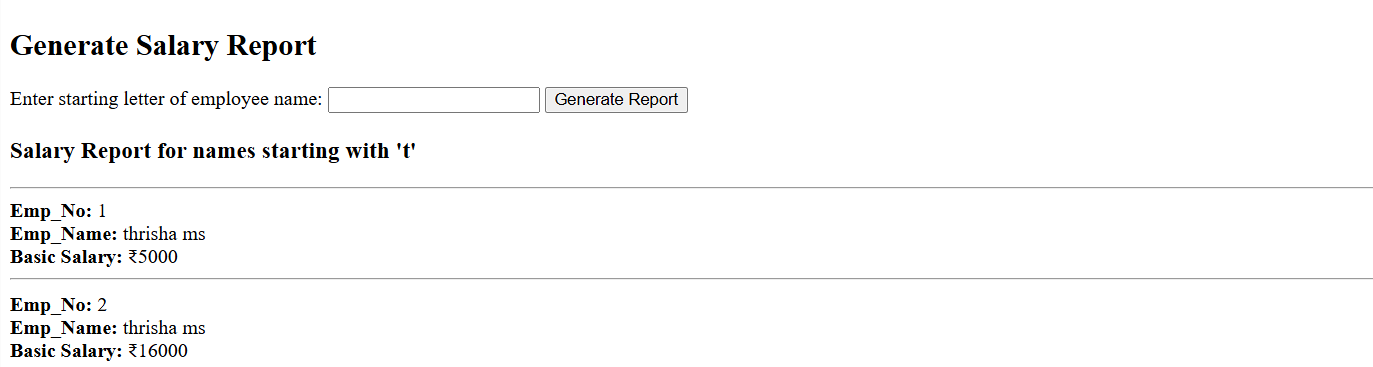 Generate Salary Report
Enter starting letter of employee name: Generate Report
Salary Report for names starting with 't'
Emp_No: 1
Emp_Name: thrisha ms
Basic Salary: ₹5000
Emp_No: 2
Emp_Name: thrisha ms
Basic Salary: ₹16000